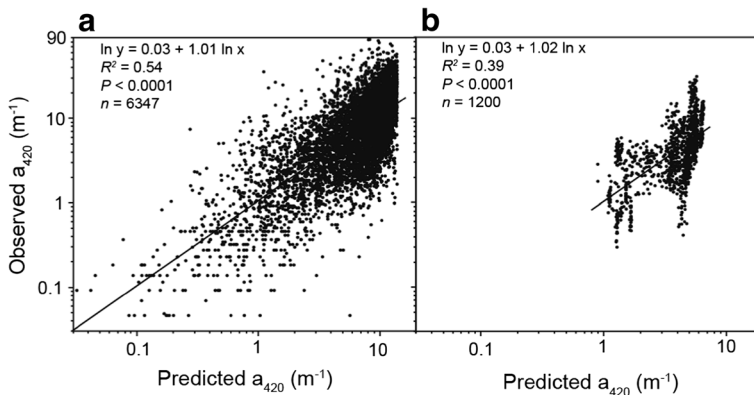 a
b
ln y = 0.03 + 1.01 ln x
R² = 0.54
P < 0.0001
n = 6347
ln y = 0.03 + 1.02 ln x
R² = 0.39
P < 0.0001
n = 1200
90
10
1
0.1
Observed a₄₂₀ (m⁻¹)
0.1 1 10
0.1 1 10
Predicted a₄₂₀ (m⁻¹)
Predicted a₄₂₀ (m⁻¹)